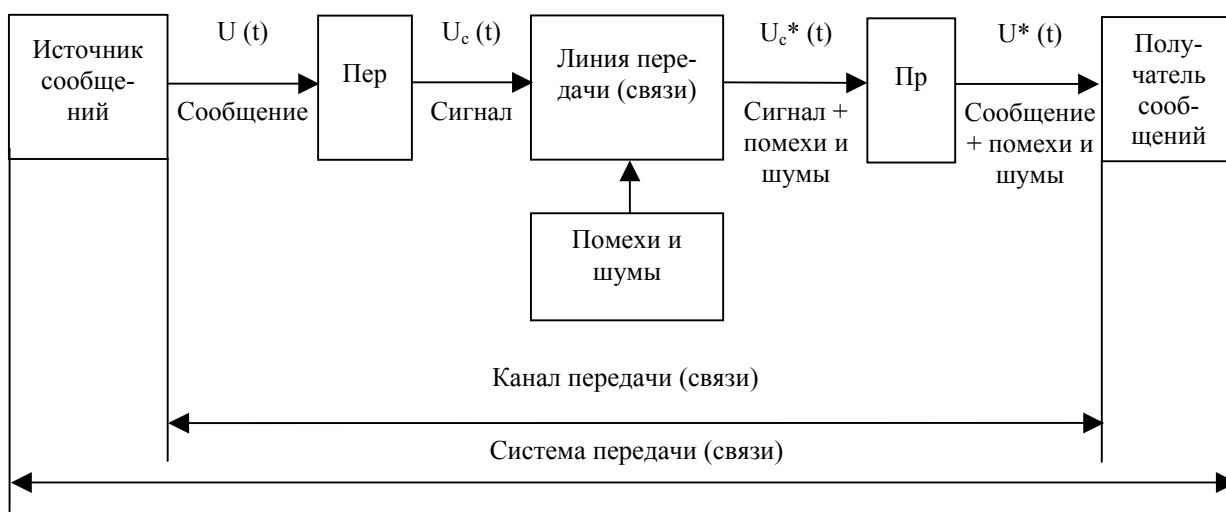 U (t)
Uс (t)
Uс* (t)
U* (t)
Источник
сообще-
ний
Сообщение
Пер
Сигнал
Линия пере-
дачи (связи)
Сигнал +
помехи и
шумы
Пр
Сообщение
+ помехи и
шумы
Полу-
чатель
сооб-
щений
Помехи и
шумы
Канал передачи (связи)
Система передачи (связи)